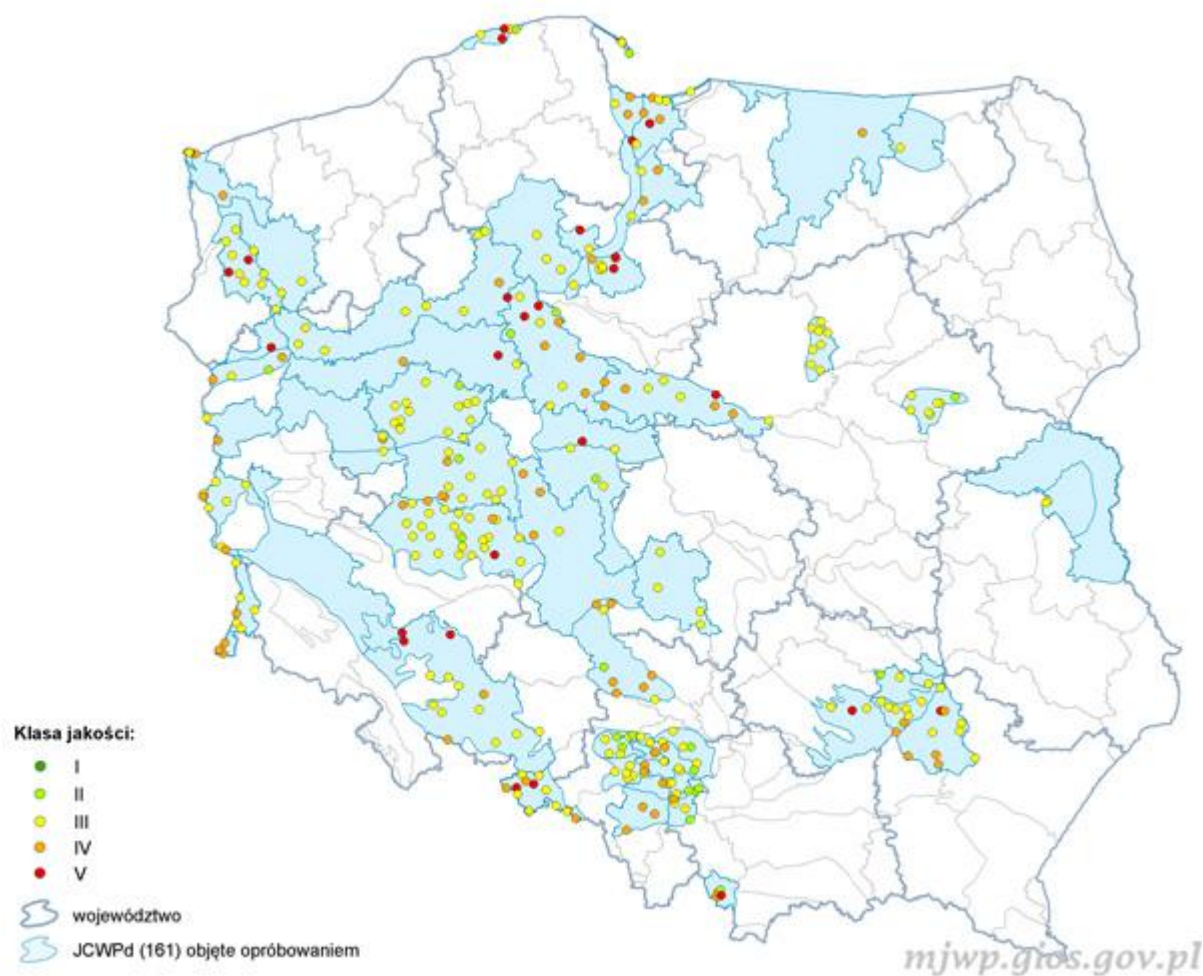 Klasa jakości:
I
II
III
IV
V
województwo
JCWPd (161) objęte opróbowaniem
mjwp.gios.gov.pl